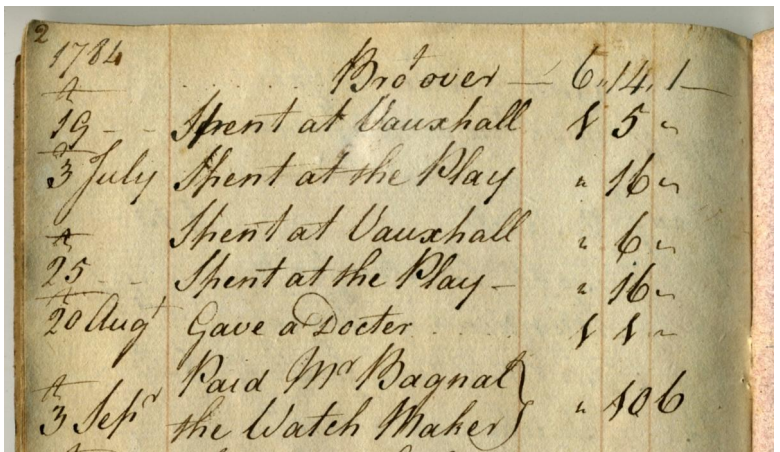 2
1784
Bro.t over — 6,, 14,, 1 —
19 - - Spent at Vauxhall 1 5 "
3 July Spent at the Play " 16 "
Spent at Vauxhall " 6 "
25 - - Spent at the Play - " 16 "
20 Augt Gave a Docter 1 1 "
Paid Mr Bagnal
3 Sepr the Watch Maker } " 10 6